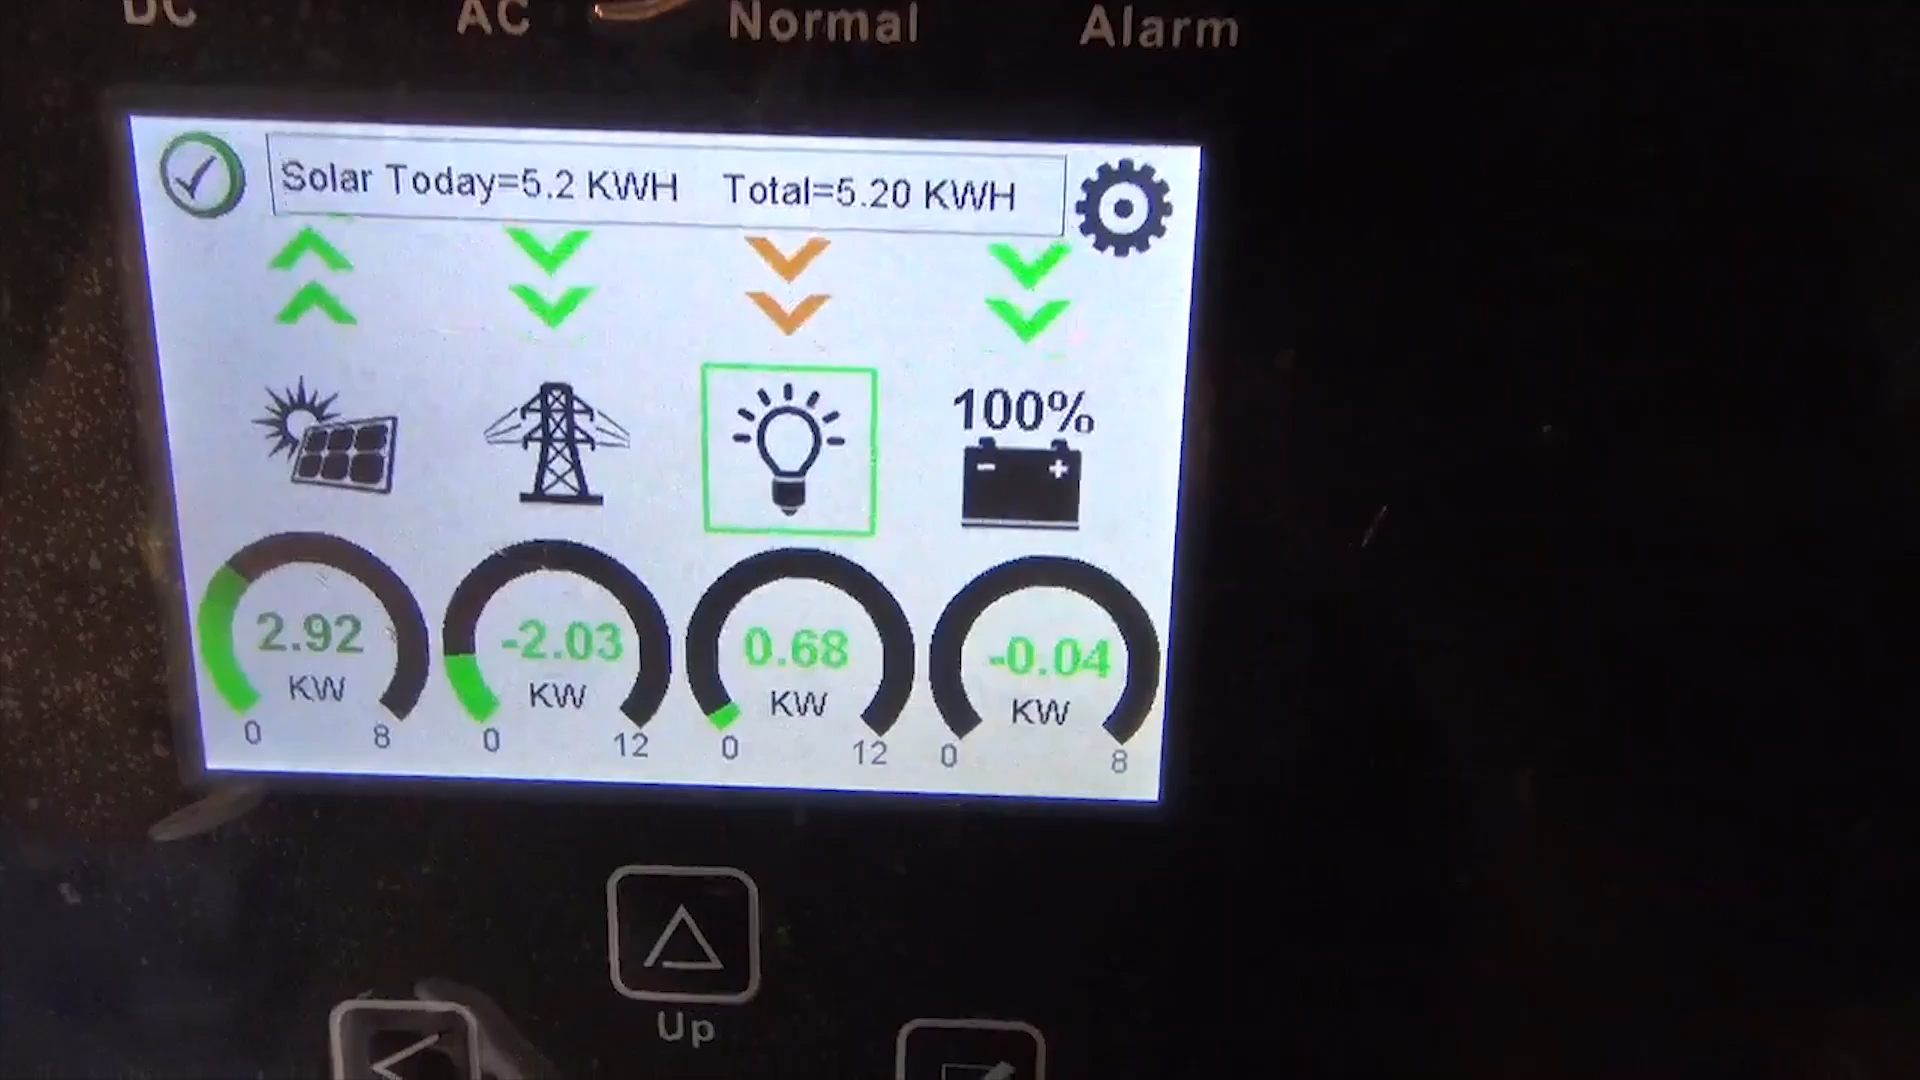 DC AC Normal Alarm
Solar Today=5.2 KWH Total=5.20 KWH
100%
2.92 -2.03 0.68 -0.04
KW KW KW KW
0 8 0 12 0 12 0 8
Up